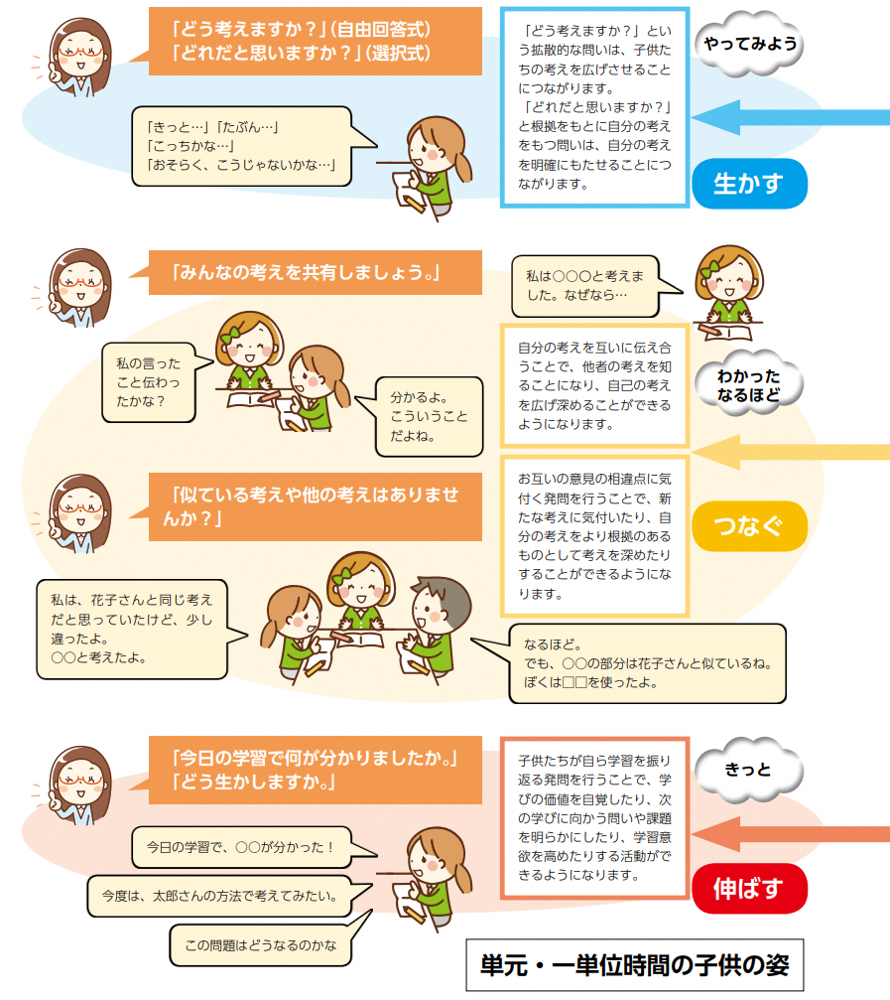 「どう考えますか？」（自由回答式）
「どれだと思いますか？」（選択式）
「きっと…」「たぶん…」
「こっちかな…」
「おそらく、こうじゃないかな…」
「どう考えますか？」とい
う拡散的な問いは、子供た
ちの考えを広げさせること
につながります。
「どれだと思いますか？」
と根拠をもとに自分の考え
をもつ問いは、自分の考え
を明確にもたせることにつ
ながります。
やってみよう
生かす
「みんなの考えを共有しましょう。」
私は〇〇〇と考えま
した。なぜなら…
私の言った
こと伝わっ
たかな？
分かるよ。
こういうこと
だよね。
自分の考えを互いに伝え合
うことで、他者の考えを知
ることになり、自己の考え
を広げ深めることができる
ようになります。
わかった
なるほど
「似ている考えや他の考えはありませ
んか？」
お互いの意見の相違点に気
付く発問を行うことで、新
たな考えに気付いたり、自
分の考えをより根拠のある
ものとして考えを深めたり
することができるようにな
ります。
つなぐ
私は、花子さんと同じ考え
だと思っていたけど、少し
違ったよ。
〇〇と考えたよ。
なるほど。
でも、〇〇の部分は花子さんと似ているね。
ぼくは□□を使ったよ。
「今日の学習で何が分かりましたか。」
「どう生かしますか。」
今日の学習で、〇〇が分かった！
今度は、太郎さんの方法で考えてみたい。
この問題はどうなるのかな
子供たちが自ら学習を振り
返る発問を行うことで、学
びの価値を自覚したり、次
の学びに向かう問いや課題
を明らかにしたり、学習意
欲を高めたりする活動がで
きるようになります。
きっと
伸ばす
単元・一単位時間の子供の姿